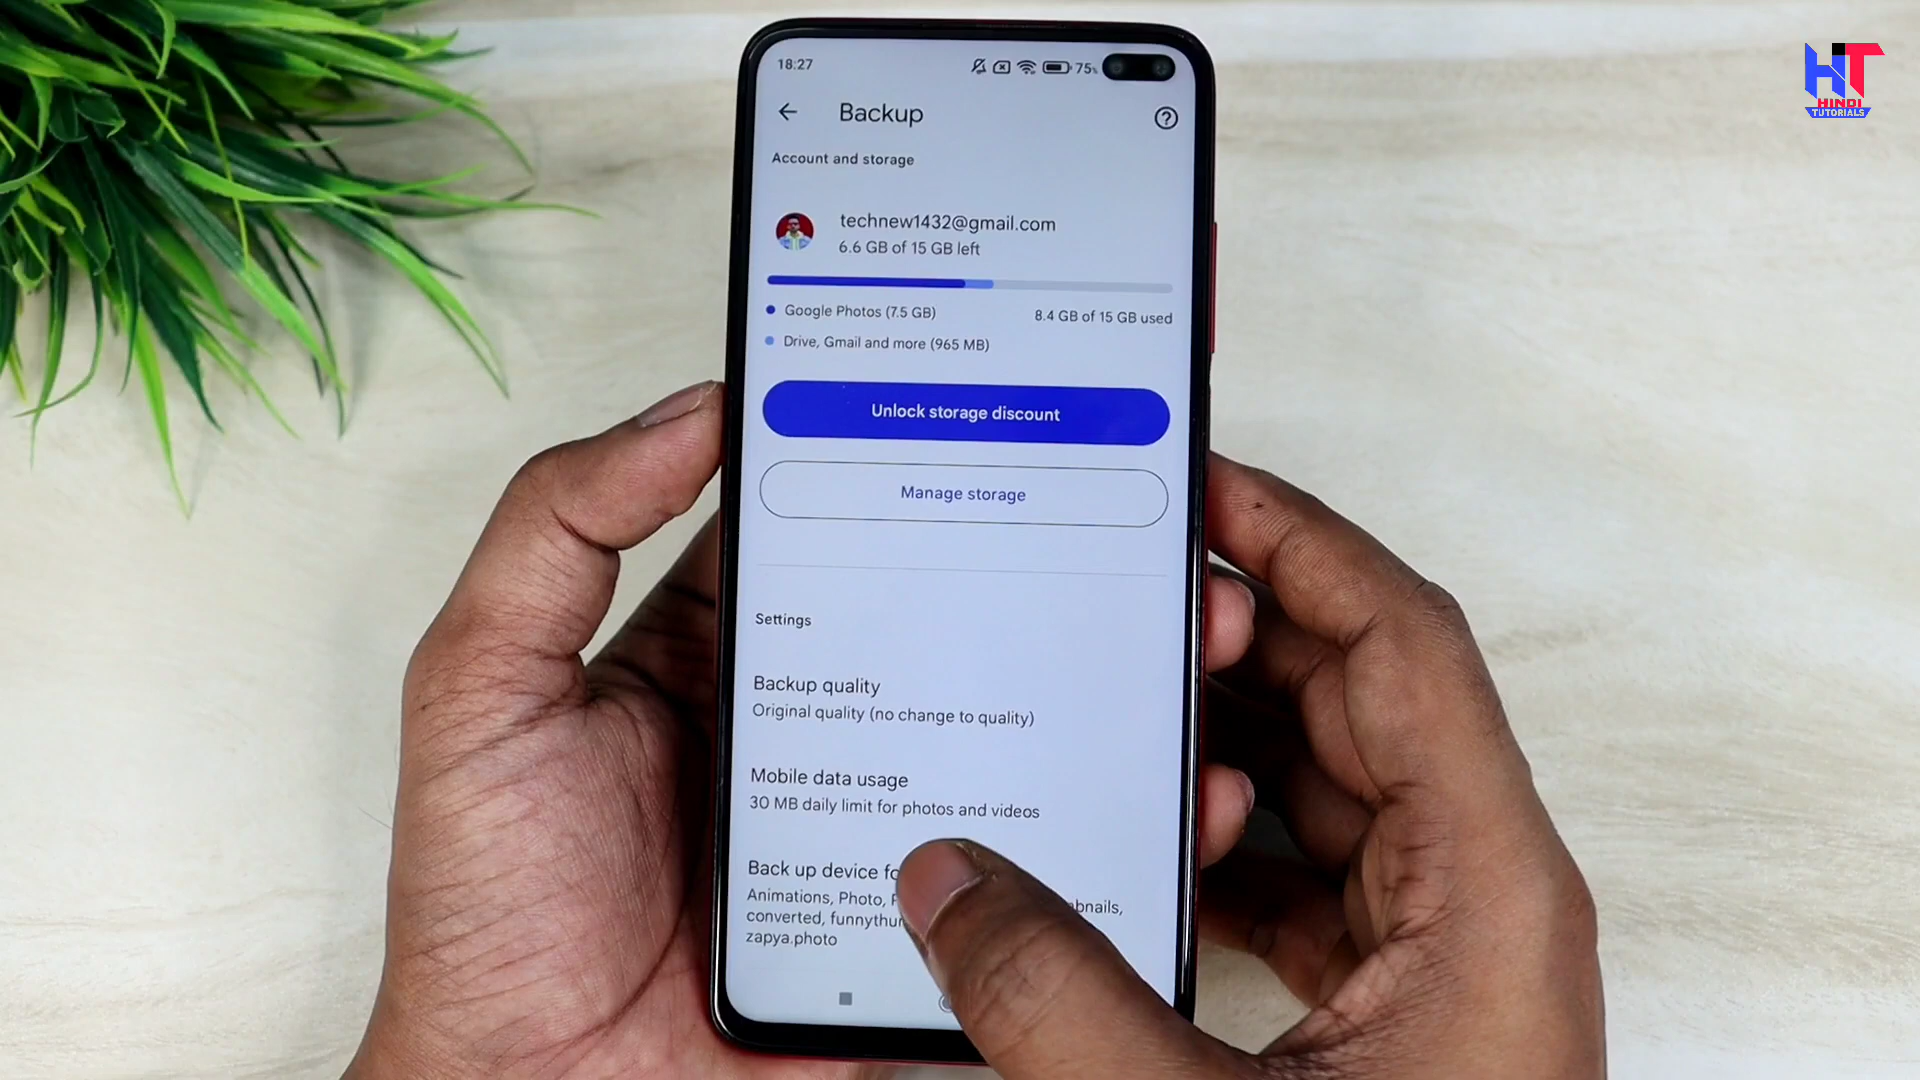 18:27
75%
Backup
Account and storage
technew1432@gmail.com
6.6 GB of 15 GB left
Google Photos (7.5 GB)
8.4 GB of 15 GB used
Drive, Gmail and more (965 MB)
Unlock storage discount
Manage storage
Settings
Backup quality
Original quality (no change to quality)
Mobile data usage
30 MB daily limit for photos and videos
Back up device
Animations, Photo,
converted,
zapya.photo
HT
HINDI
TUTORIALS